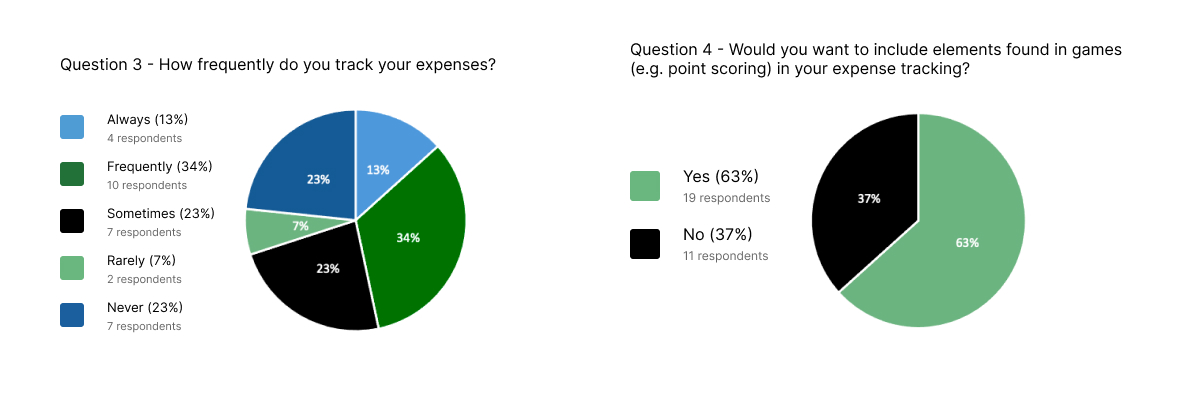 Question 3 - How frequently do you track your expenses?
Always (13%)
4 respondents
Frequently (34%)
10 respondents
Sometimes (23%)
7 respondents
Rarely (7%)
2 respondents
Never (23%)
7 respondents
13%
34%
23%
7%
23%
Question 4 - Would you want to include elements found in games
(e.g. point scoring) in your expense tracking?
Yes (63%)
19 respondents
No (37%)
11 respondents
37%
63%